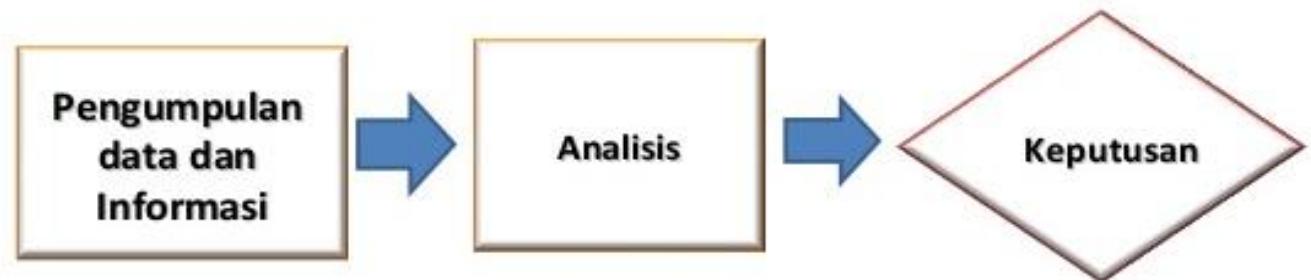 Pengumpulan
data dan
Informasi
Analisis
Keputusan